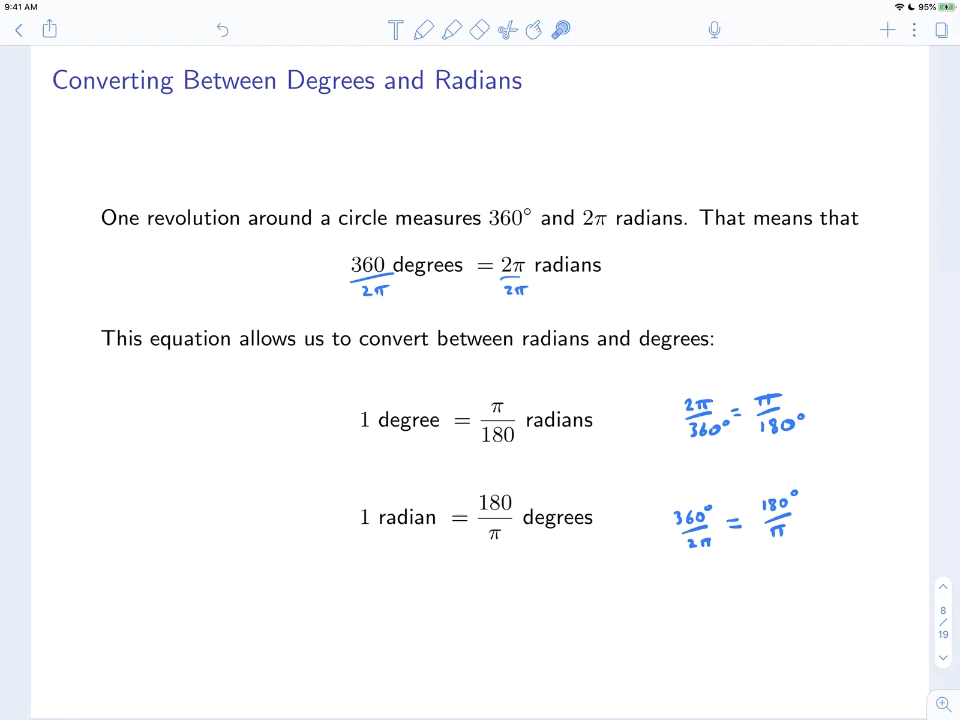 9:41 AM 95%
Converting Between Degrees and Radians
One revolution around a circle measures 360° and 2π radians. That means that
360 degrees = 2π radians
2π 2π
This equation allows us to convert between radians and degrees:
1 degree = π/180 radians
2π/360° = π/180°
1 radian = 180/π degrees
360°/2π = 180°/π
8
/
19